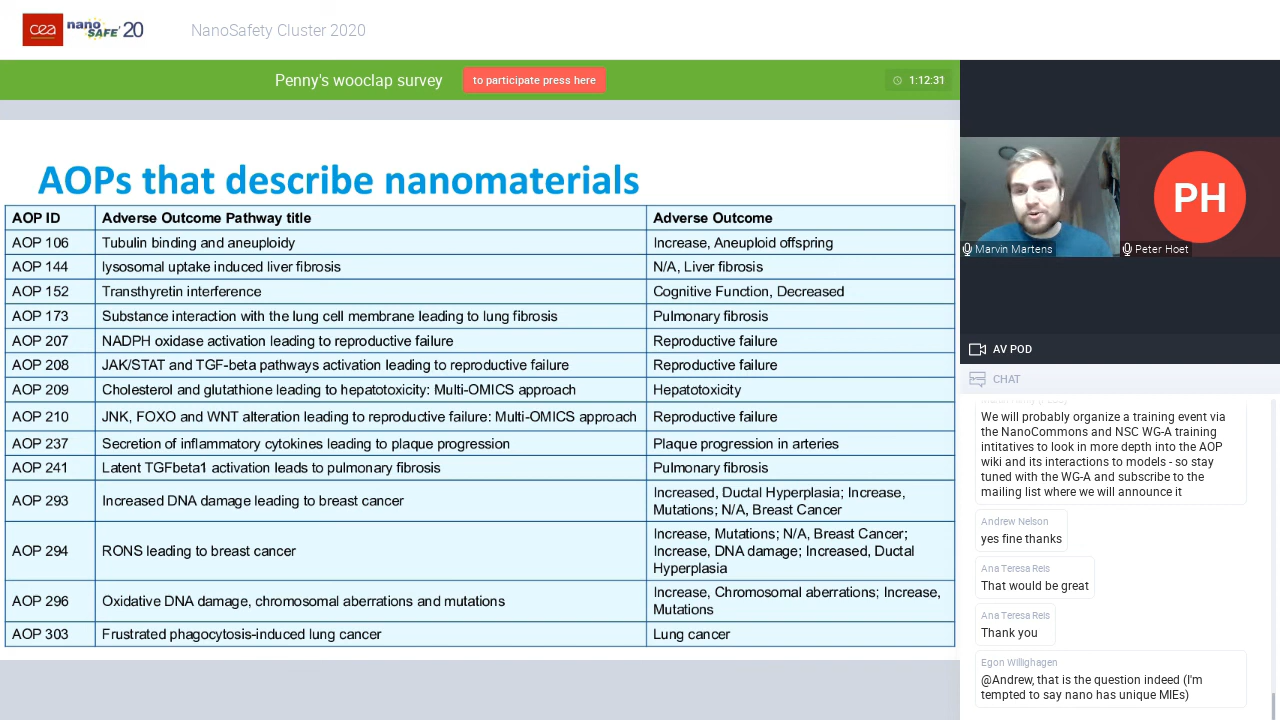 cea nano SAFE' 20
NanoSafety Cluster 2020
Penny's wooclap survey
to participate press here
1:12:31
AOPs that describe nanomaterials
AOP ID Adverse Outcome Pathway title Adverse Outcome
AOP 106 Tubulin binding and aneuploidy Increase, Aneuploid offspring
AOP 144 lysosomal uptake induced liver fibrosis N/A, Liver fibrosis
AOP 152 Transthyretin interference Cognitive Function, Decreased
AOP 173 Substance interaction with the lung cell membrane leading to lung fibrosis Pulmonary fibrosis
AOP 207 NADPH oxidase activation leading to reproductive failure Reproductive failure
AOP 208 JAK/STAT and TGF-beta pathways activation leading to reproductive failure Reproductive failure
AOP 209 Cholesterol and glutathione leading to hepatotoxicity: Multi-OMICS approach Hepatotoxicity
AOP 210 JNK, FOXO and WNT alteration leading to reproductive failure: Multi-OMICS approach Reproductive failure
AOP 237 Secretion of inflammatory cytokines leading to plaque progression Plaque progression in arteries
AOP 241 Latent TGFbeta1 activation leads to pulmonary fibrosis Pulmonary fibrosis
AOP 293 Increased DNA damage leading to breast cancer Increased, Ductal Hyperplasia; Increase,
Mutations; N/A, Breast Cancer
AOP 294 RONS leading to breast cancer Increase, Mutations; N/A, Breast Cancer;
Increase, DNA damage; Increased, Ductal
Hyperplasia
AOP 296 Oxidative DNA damage, chromosomal aberrations and mutations Increase, Chromosomal aberrations; Increase,
Mutations
AOP 303 Frustrated phagocytosis-induced lung cancer Lung cancer
PH
Marvin Martens
Peter Hoet
AV POD
CHAT
We will probably organize a training event via
the NanoCommons and NSC WG-A training
intitatives to look in more depth into the AOP
wiki and its interactions to models - so stay
tuned with the WG-A and subscribe to the
mailing list where we will announce it
Andrew Nelson
yes fine thanks
Ana Teresa Reis
That would be great
Ana Teresa Reis
Thank you
Egon Willighagen
@Andrew, that is the question indeed (I'm
tempted to say nano has unique MIEs)